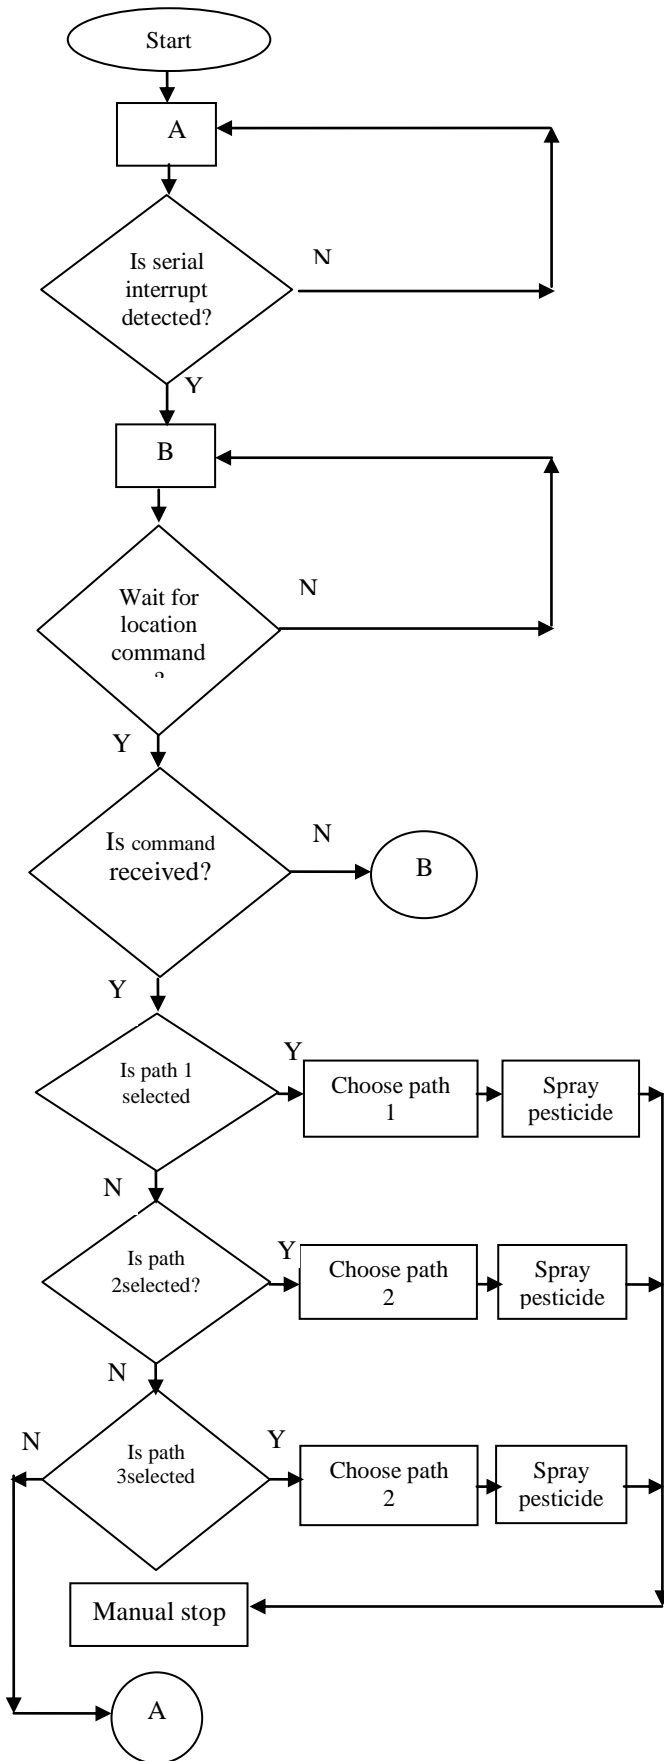 Start
A
Is serial
interrupt
detected?
N
Y
B
Wait for
location
command
?
N
Y
Is command
received?
N
B
Y
Is path 1
selected
Y
Choose path
1
Spray
pesticide
N
Is path
2selected?
Y
Choose path
2
Spray
pesticide
N
Is path
3selected
N
Y
Choose path
2
Spray
pesticide
Manual stop
A